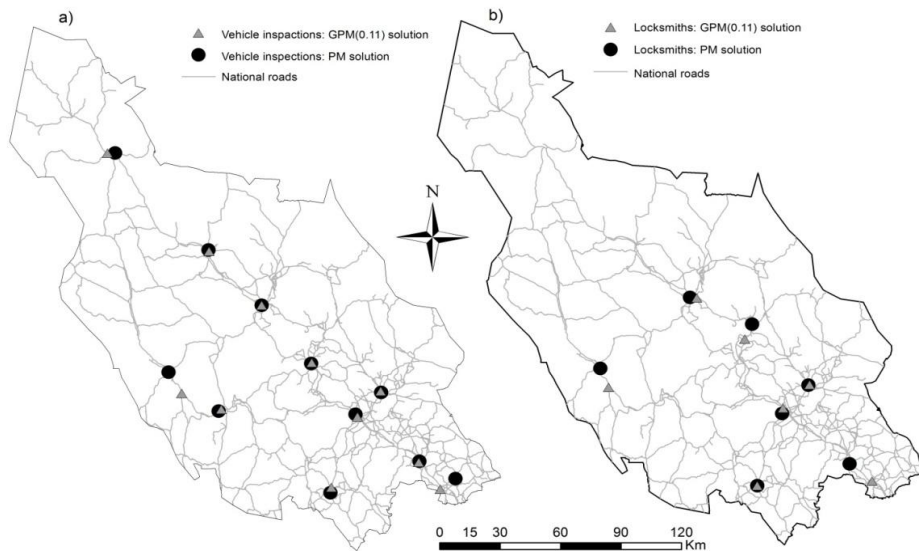 a)
Vehicle inspactions: GPM(0.11) solution
Vehicle inspections: PM solution
National roads
b)
Locksmiths: GPM(0.11) solution
Locksmiths: PM solution
National roads
N
0 15 30 60 90 120
Km